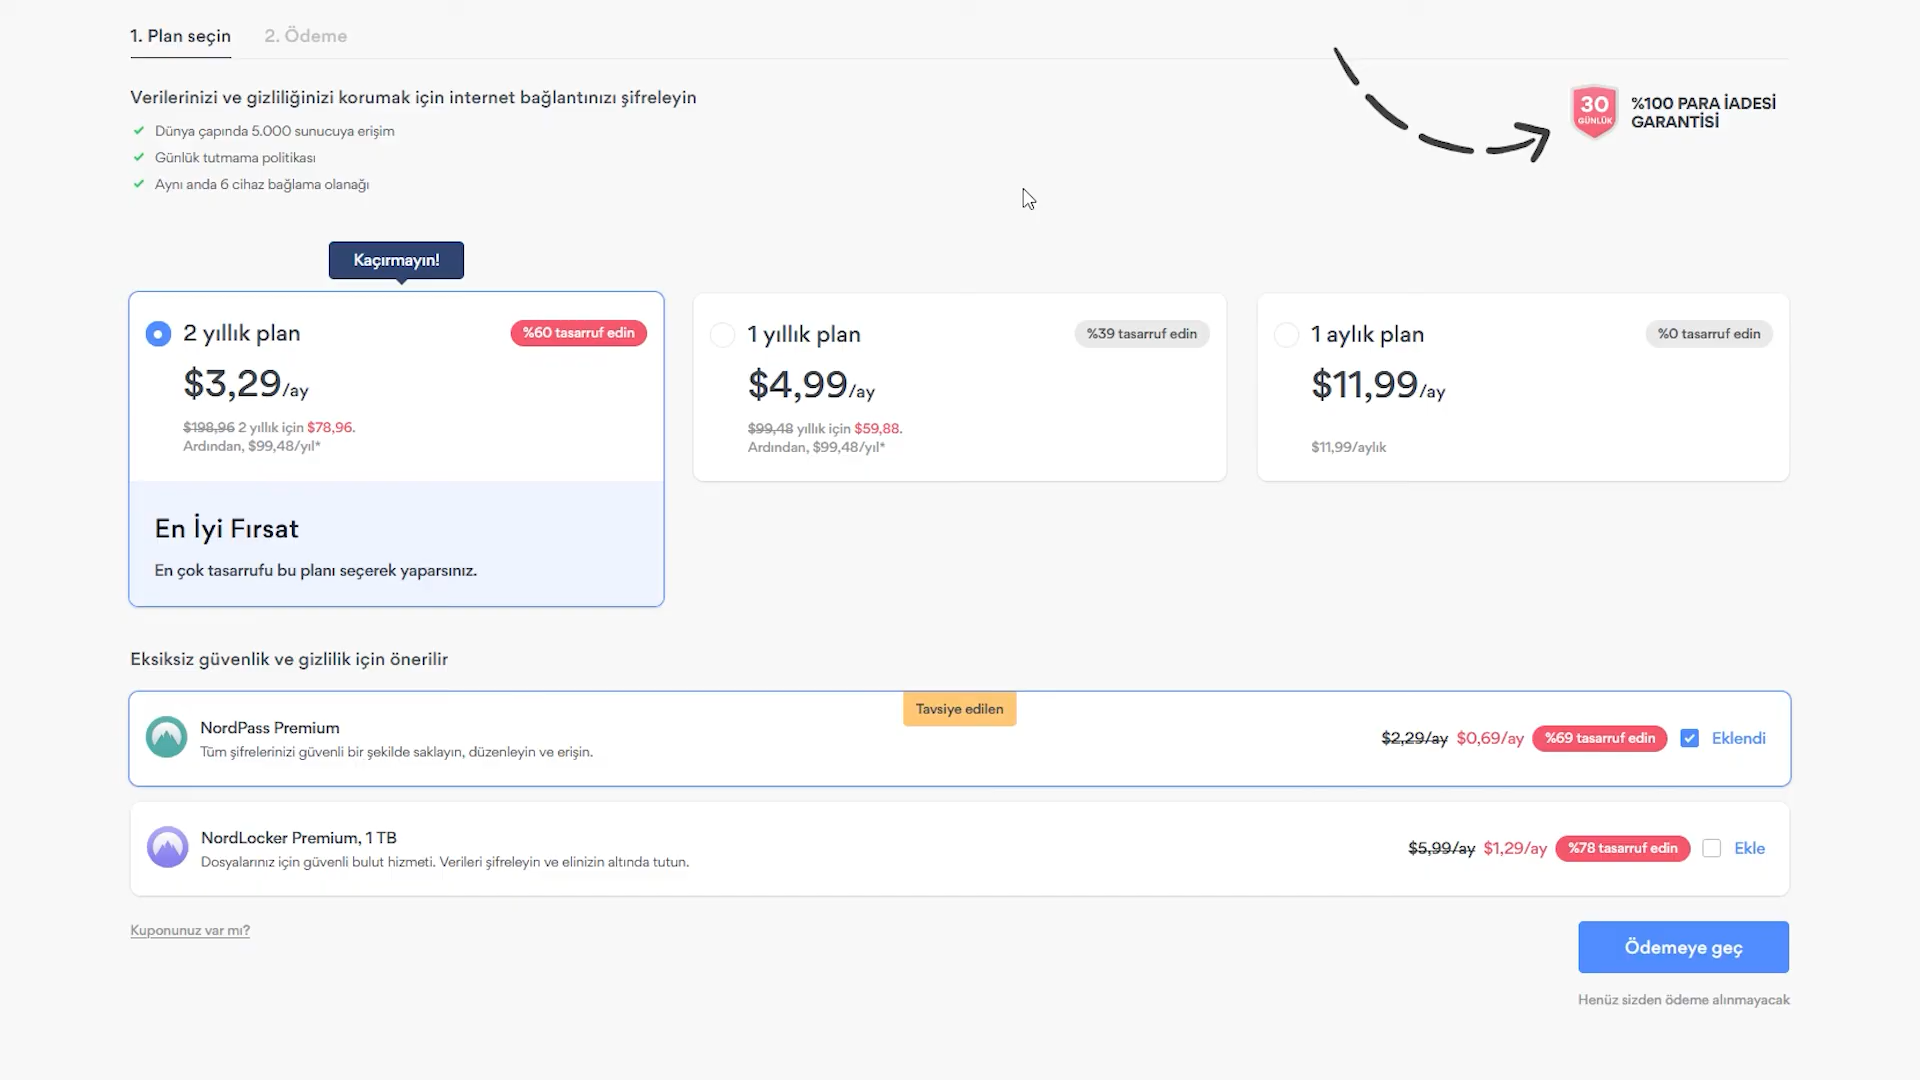 1. Plan seçin
2. Ödeme
Verilerinizi ve gizliliğinizi korumak için internet bağlantınızı şifreleyin
Dünya çapında 5.000 sunucuya erişim
Günlük tutmama politikası
Aynı anda 6 cihaz bağlama olanağı
30
GÜNLÜK
%100 PARA İADESİ
GARANTİSİ
Kaçırmayın!
2 yıllık plan
%60 tasarruf edin
$3,29/ay
$198,96 2 yıllık için $78,96.
Ardından, $99,48/yıl*
En İyi Fırsat
En çok tasarrufu bu planı seçerek yaparsınız.
1 yıllık plan
%39 tasarruf edin
$4,99/ay
$99,48 yıllık için $59,88.
Ardından, $99,48/yıl*
1 aylık plan
%0 tasarruf edin
$11,99/ay
$11,99/aylık
Eksiksiz güvenlik ve gizlilik için önerilir
Tavsiye edilen
NordPass Premium
Tüm şifrelerinizi güvenli bir şekilde saklayın, düzenleyin ve erişin.
$2,29/ay $0,69/ay %69 tasarruf edin Eklendi
NordLocker Premium, 1 TB
Dosyalarınız için güvenli bulut hizmeti. Verileri şifreleyin ve elinizin altında tutun.
$5,99/ay $1,29/ay %78 tasarruf edin Ekle
Kuponunuz var mı?
Ödemeye geç
Henüz sizden ödeme alınmayacak